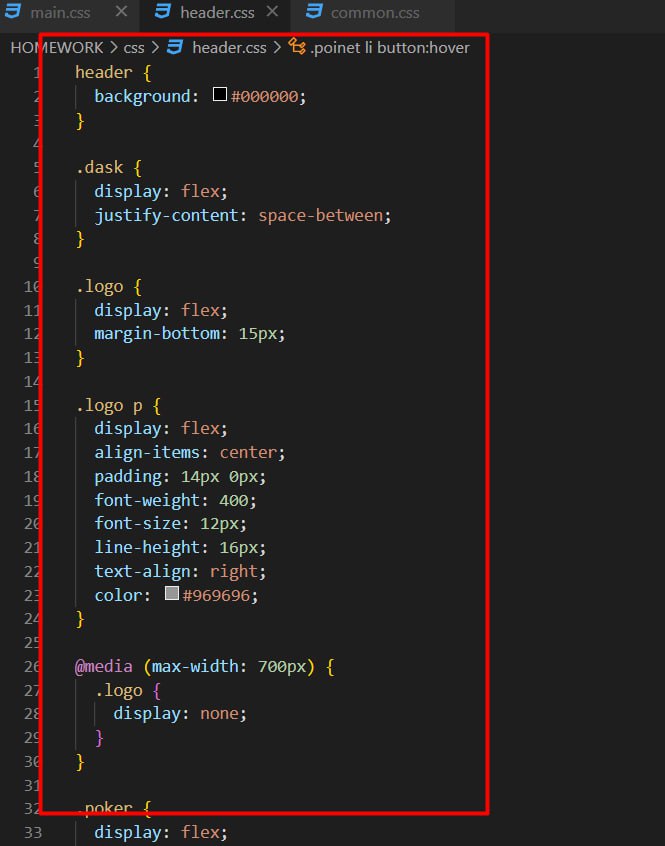 main.css header.css common.css
HOMEWORK > css > header.css > .poinet li button:hover
1 header {
2 background: #000000;
3 }
4
5 .dask {
6 display: flex;
7 justify-content: space-between;
8 }
9
10 .logo {
11 display: flex;
12 margin-bottom: 15px;
13 }
14
15 .logo p {
16 display: flex;
17 align-items: center;
18 padding: 14px 0px;
19 font-weight: 400;
20 font-size: 12px;
21 line-height: 16px;
22 text-align: right;
23 color: #969696;
24 }
25
26 @media (max-width: 700px) {
27 .logo {
28 display: none;
29 }
30 }
31
32 .poker {
33 display: flex;